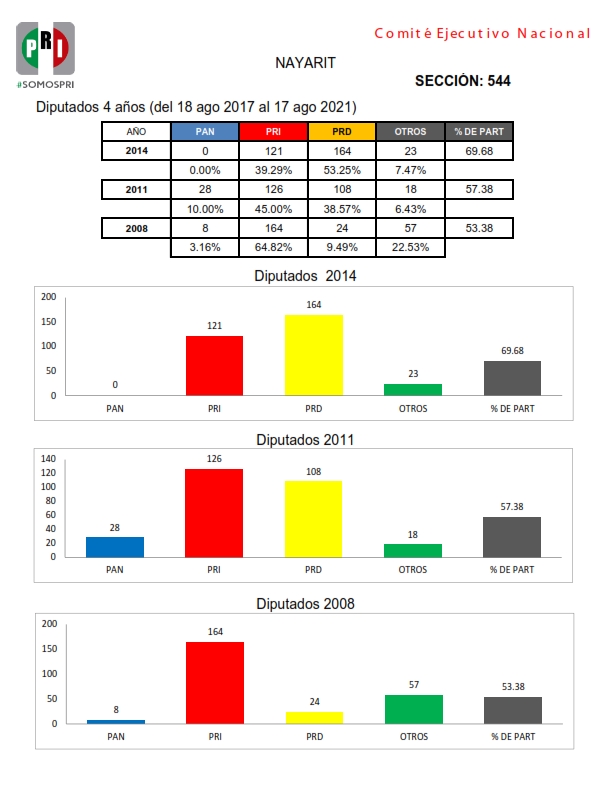 Comité Ejecutivo Nacional
PRI
#SOMOSPRI
NAYARIT
SECCIÓN: 544
Diputados 4 años (del 18 ago 2017 al 17 ago 2021)
AÑO PAN PRI PRD OTROS % DE PART
2014 0 121 164 23 69.68
0.00% 39.29% 53.25% 7.47%
2011 28 126 108 18 57.38
10.00% 45.00% 38.57% 6.43%
2008 8 164 24 57 53.38
3.16% 64.82% 9.49% 22.53%
Diputados 2014
200
150
100
50
0
0 121 164 23 69.68
PAN PRI PRD OTROS % DE PART
Diputados 2011
140
120
100
80
60
40
20
0
28 126 108 18 57.38
PAN PRI PRD OTROS % DE PART
Diputados 2008
200
150
100
50
0
8 164 24 57 53.38
PAN PRI PRD OTROS % DE PART